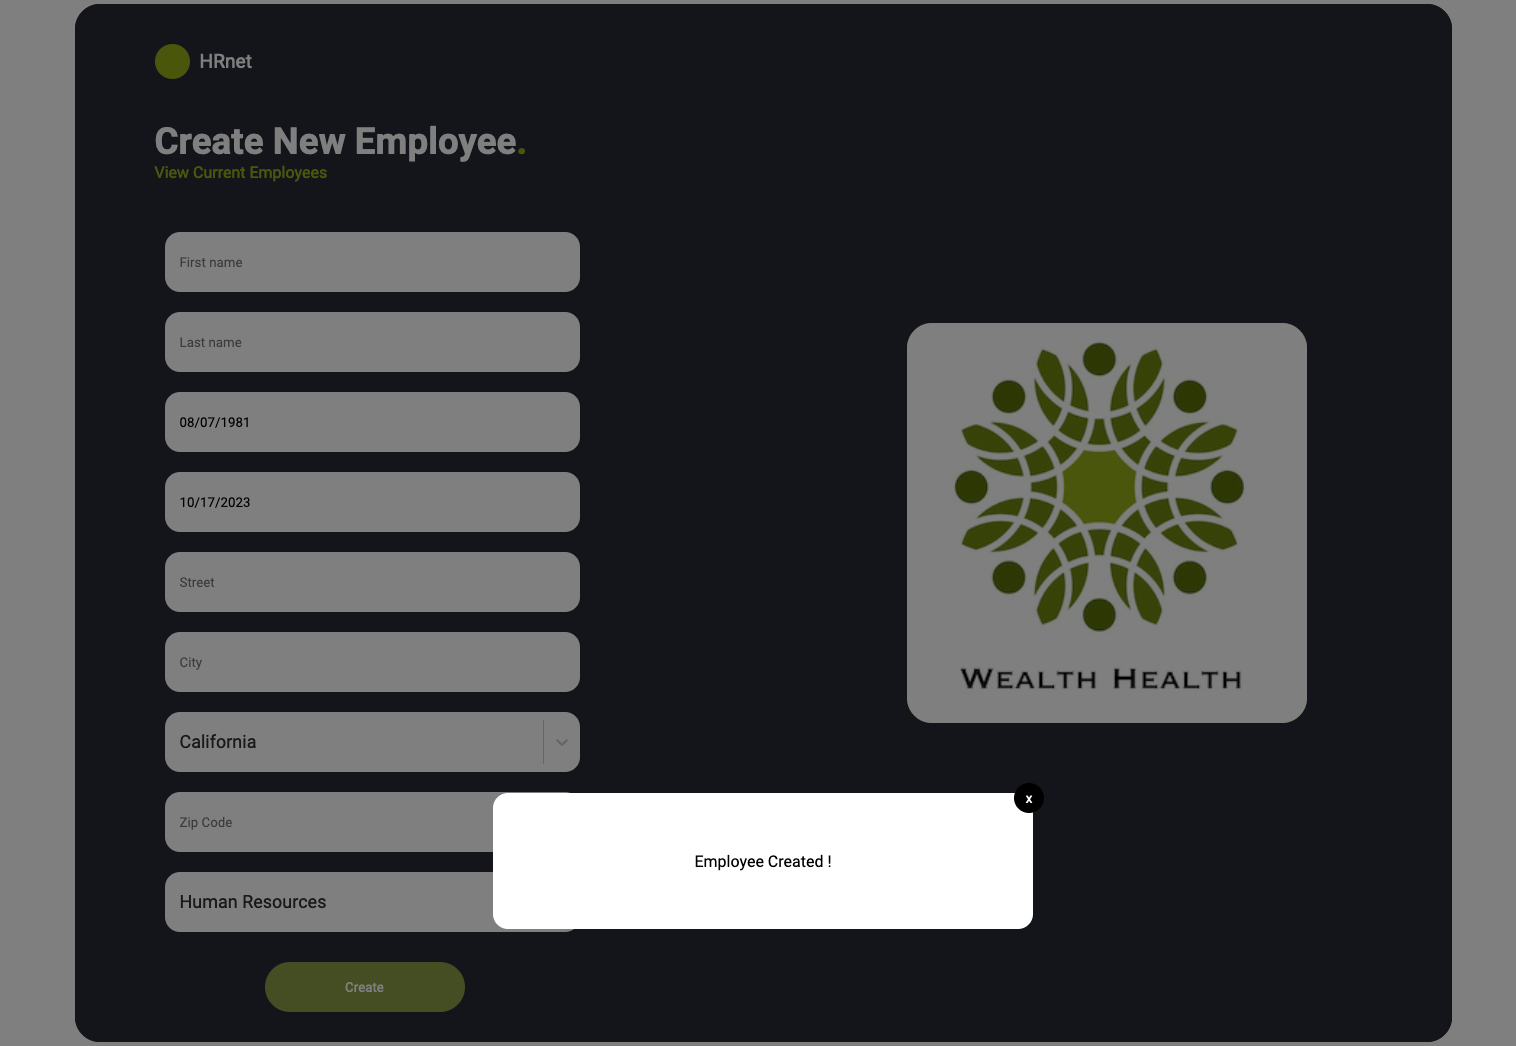 HRnet
Create New Employee.
View Current Employees
First name
Last name
08/07/1981
10/17/2023
Street
City
California
Zip Code
Human Resources
Create
WEALTH HEALTH
x
Employee Created !